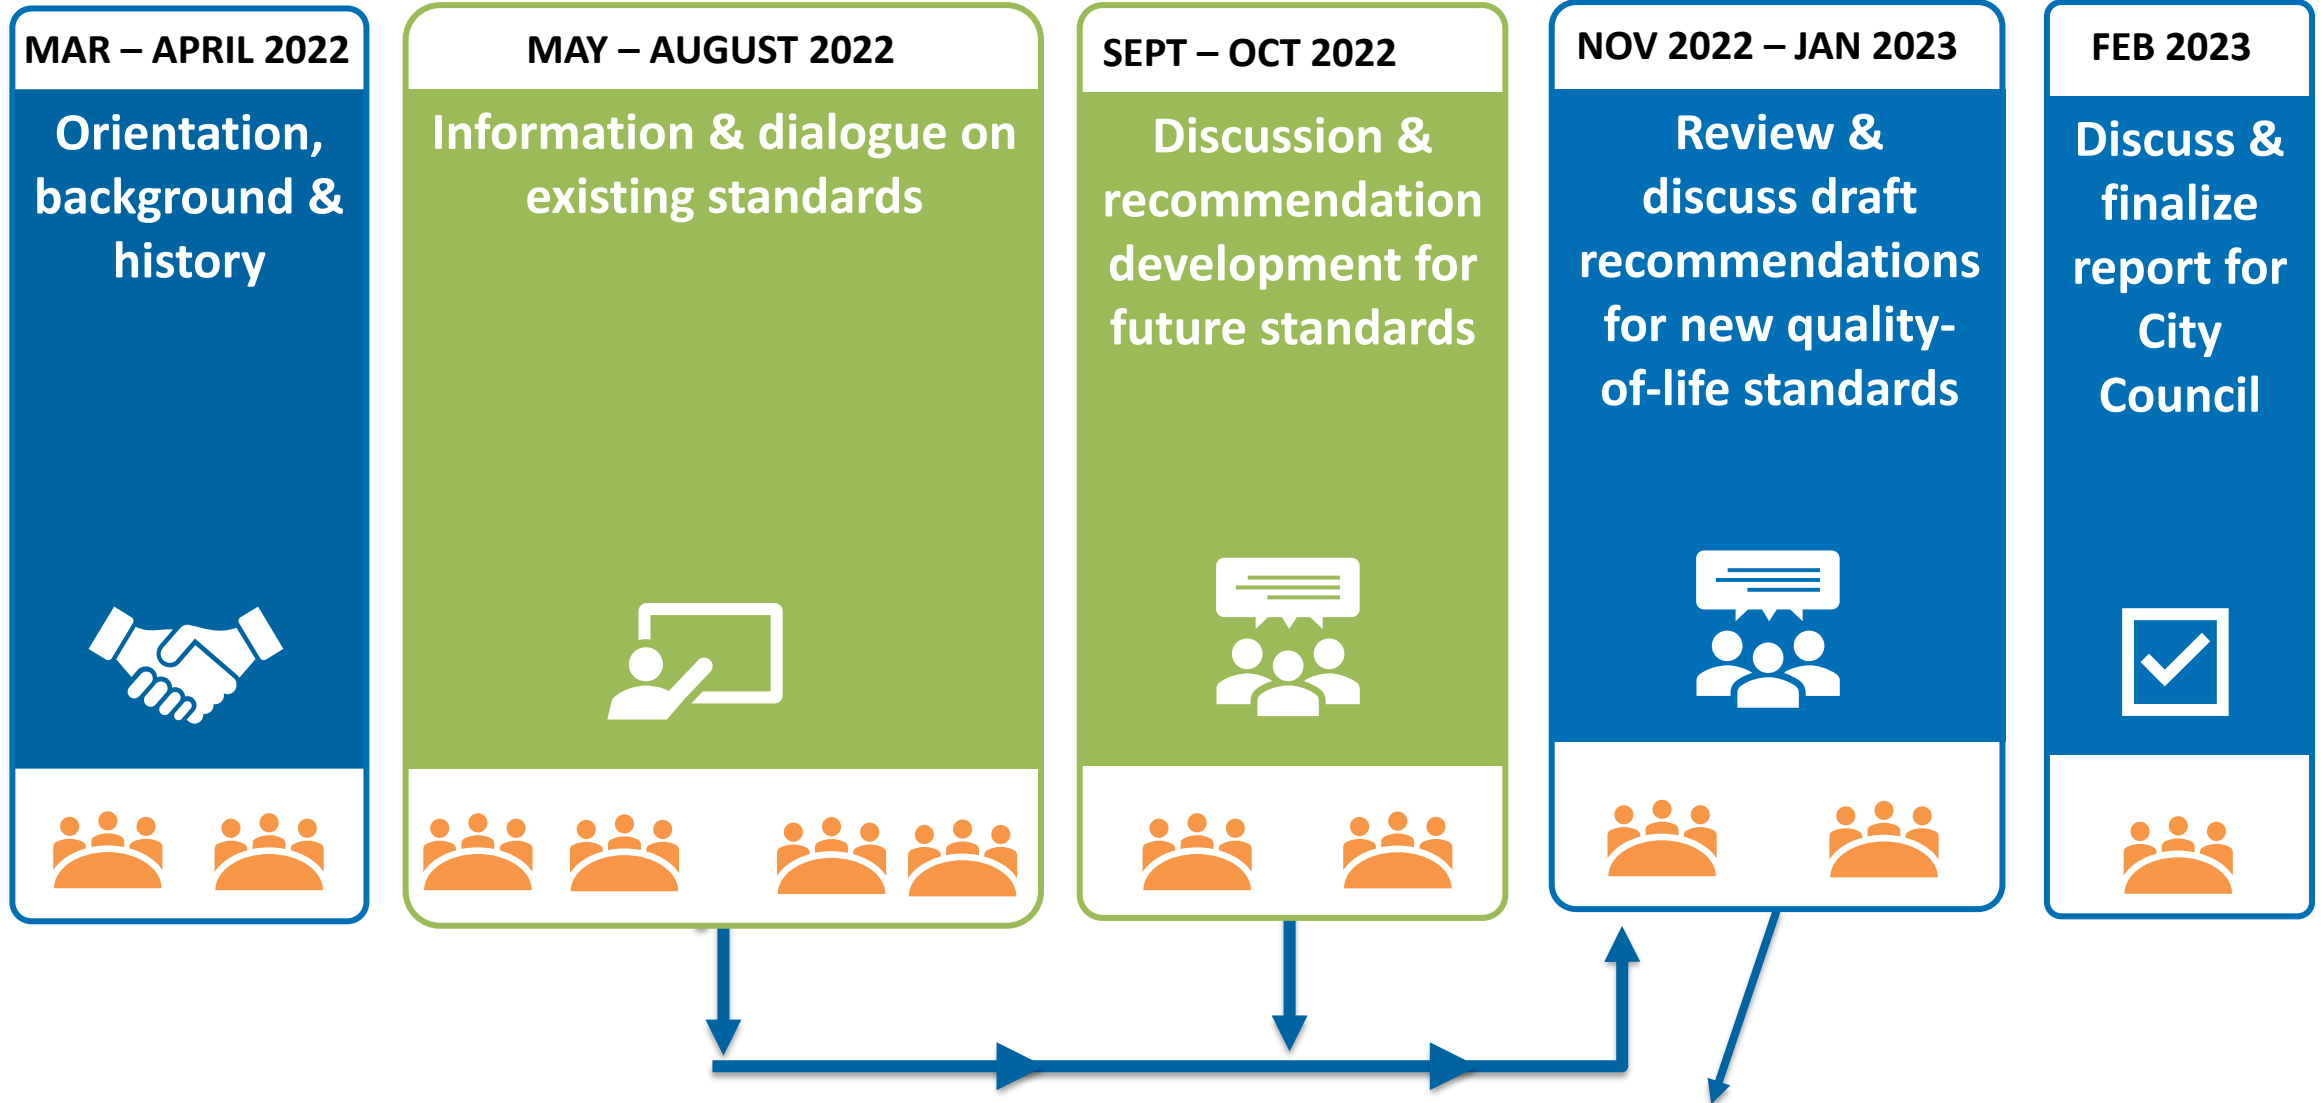 MAR – APRIL 2022
Orientation,
background &
history
MAY – AUGUST 2022
Information & dialogue on
existing standards
SEPT – OCT 2022
Discussion &
recommendation
development for
future standards
NOV 2022 – JAN 2023
Review &
discuss draft
recommendations
for new quality-
of-life standards
FEB 2023
Discuss &
finalize
report for
City
Council